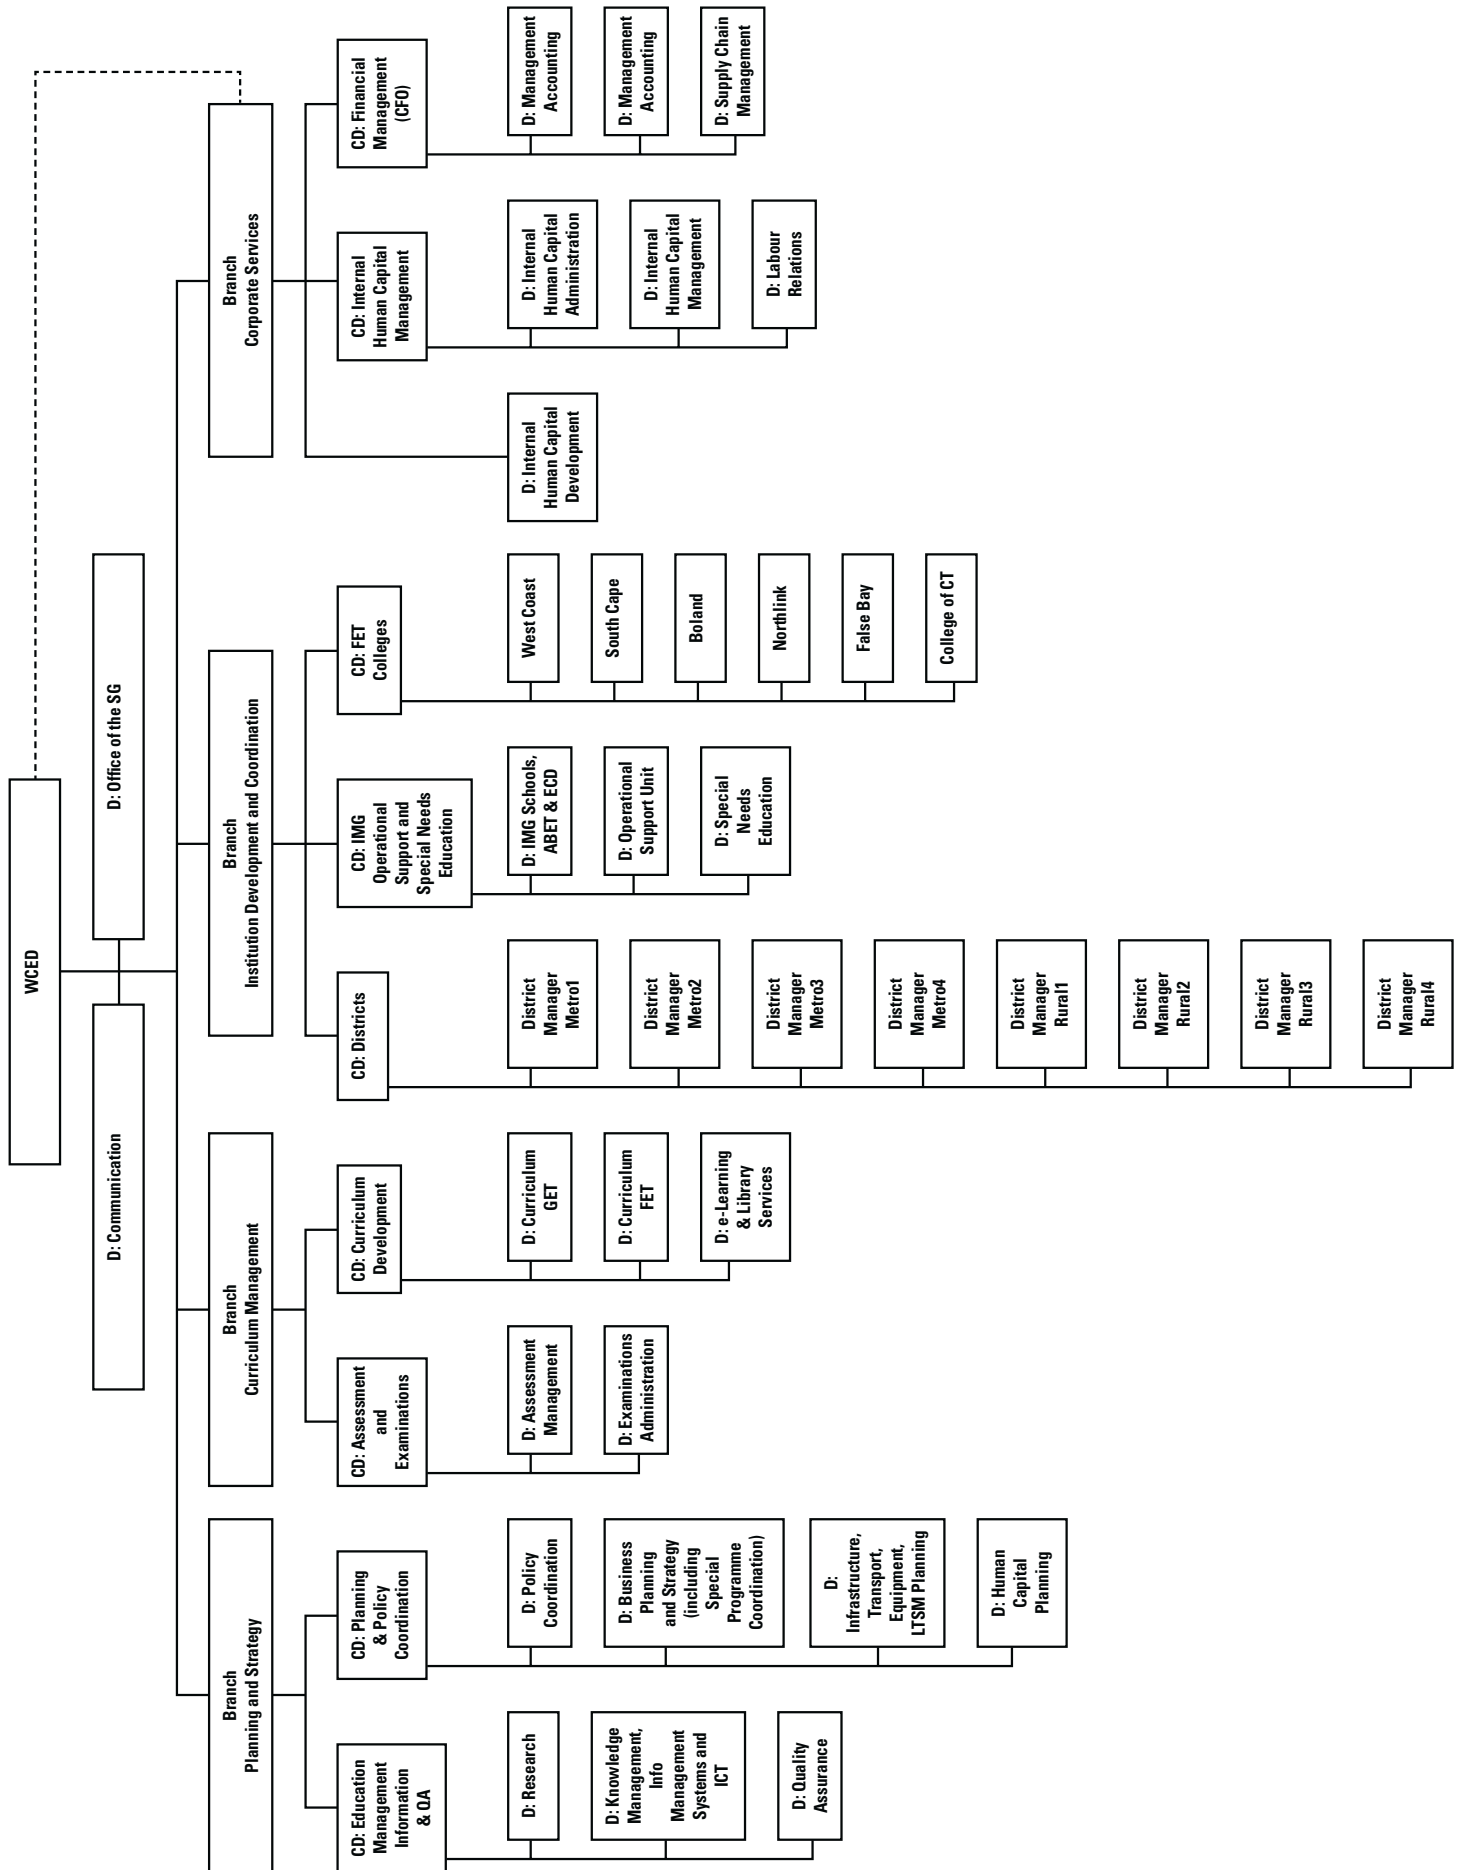 WCED
D: Communication
D: Office of the SG
Branch
Planning and Strategy
CD: Education
Management
Information
& QA
D: Research
D: Knowledge
Management,
Info
Management
Systems and
ICT
D: Quality
Assurance
CD: Planning
& Policy
Coordination
D: Policy
Coordination
D: Business
Planning
and Strategy
(including
Special
Programme
Coordination)
D:
Infrastructure,
Transport,
Equipment,
LTSM Planning
D: Human
Capital
Planning
Branch
Curriculum Management
CD: Assessment
and
Examinations
D: Assessment
Management
D: Examinations
Administration
CD: Curriculum
Development
D: Curriculum
GET
D: Curriculum
FET
D: e-Learning
& Library
Services
Branch
Institution Development and Coordination
CD: Districts
District
Manager
Metro1
District
Manager
Metro2
District
Manager
Metro3
District
Manager
Metro4
District
Manager
Rural1
District
Manager
Rural2
District
Manager
Rural3
District
Manager
Rural4
CD: IMG
Operational
Support and
Special Needs
Education
D: IMG Schools,
ABET & ECD
D: Operational
Support Unit
D: Special
Needs
Education
CD: FET
Colleges
West Coast
South Cape
Boland
Northlink
False Bay
College of CT
Branch
Corporate Services
D: Internal
Human Capital
Development
CD: Internal
Human Capital
Management
D: Internal
Human Capital
Administration
D: Internal
Human Capital
Management
D: Labour
Relations
CD: Financial
Management
(CFO)
D: Management
Accounting
D: Management
Accounting
D: Supply Chain
Management